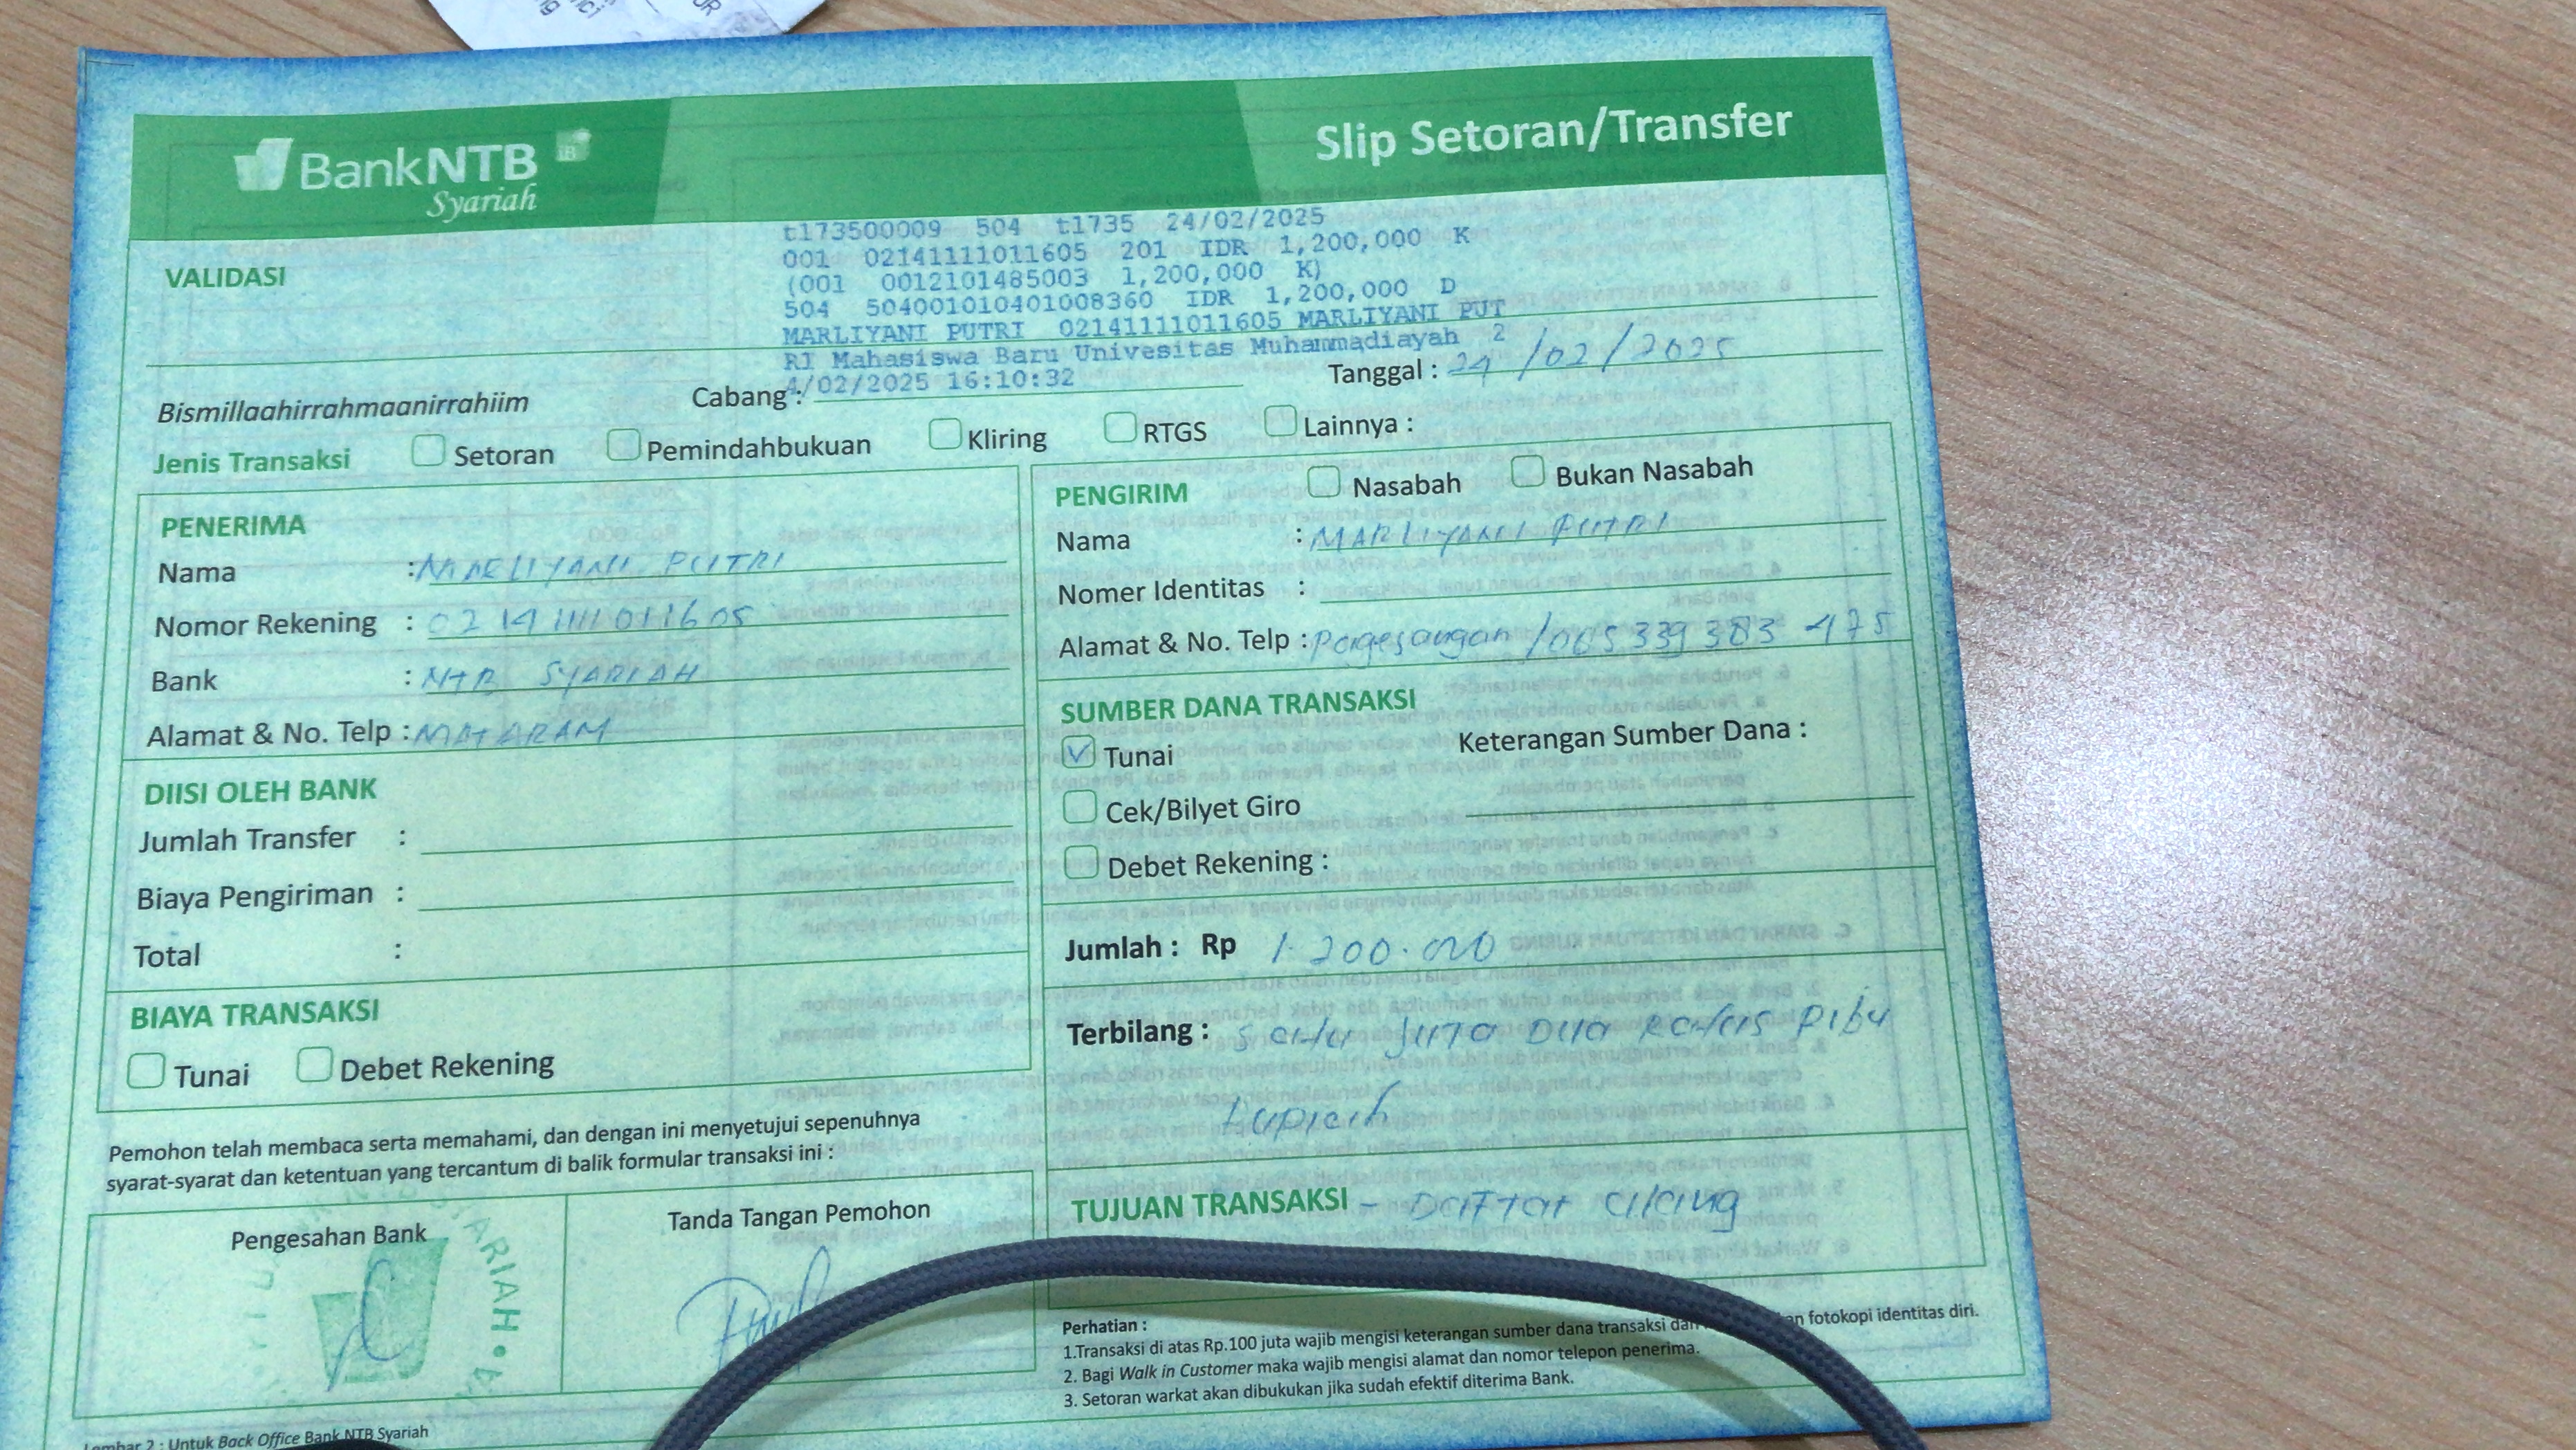 BankNTB
Syariah
Slip Setoran/Transfer
VALIDASI
t173500009 504 t1735 24/02/2025
001 02141111011605 201 IDR 1,200,000 K
(001 0012101485003 1,200,000 K)
504 504001010401008360 IDR 1,200,000 D
MARLIYANI PUTRI 02141111011605 MARLIYANI PUT
RI Mahasiswa Baru Univesitas Muhammadiayah 2
4/02/2025 16:10:32
Bismillaahirrahmaanirrahiim
Cabang :
Tanggal : 24/02/2025
Jenis Transaksi Setoran Pemindahbukuan Kliring RTGS Lainnya :
PENERIMA
Nama : MARLIYANI PUTRI
Nomor Rekening : 02141111011605
Bank : NTB SYARIAH
Alamat & No. Telp : MATARAM
DIISI OLEH BANK
Jumlah Transfer :
Biaya Pengiriman :
Total :
BIAYA TRANSAKSI
Tunai Debet Rekening
Pemohon telah membaca serta memahami, dan dengan ini menyetujui sepenuhnya
syarat-syarat dan ketentuan yang tercantum di balik formular transaksi ini :
Pengesahan Bank
Tanda Tangan Pemohon
SYARIAH
PENGIRIM Nasabah Bukan Nasabah
Nama : MARLIYANI PUTRI
Nomer Identitas :
Alamat & No. Telp : Pagesangan /085 339 383 475
SUMBER DANA TRANSAKSI
Tunai
Keterangan Sumber Dana :
Cek/Bilyet Giro
Debet Rekening :
Jumlah : Rp 1.200.000
Terbilang : Satu Juta Dua Ratus Ribu
rupiah
TUJUAN TRANSAKSI - Daftar Ulang
Perhatian :
1.Transaksi di atas Rp.100 juta wajib mengisi keterangan sumber dana transaksi dan fotokopi identitas diri.
2. Bagi Walk in Customer maka wajib mengisi alamat dan nomor telepon penerima.
3. Setoran warkat akan dibukukan jika sudah efektif diterima Bank.
Lembar 2 : Untuk Back Office Bank NTB Syariah